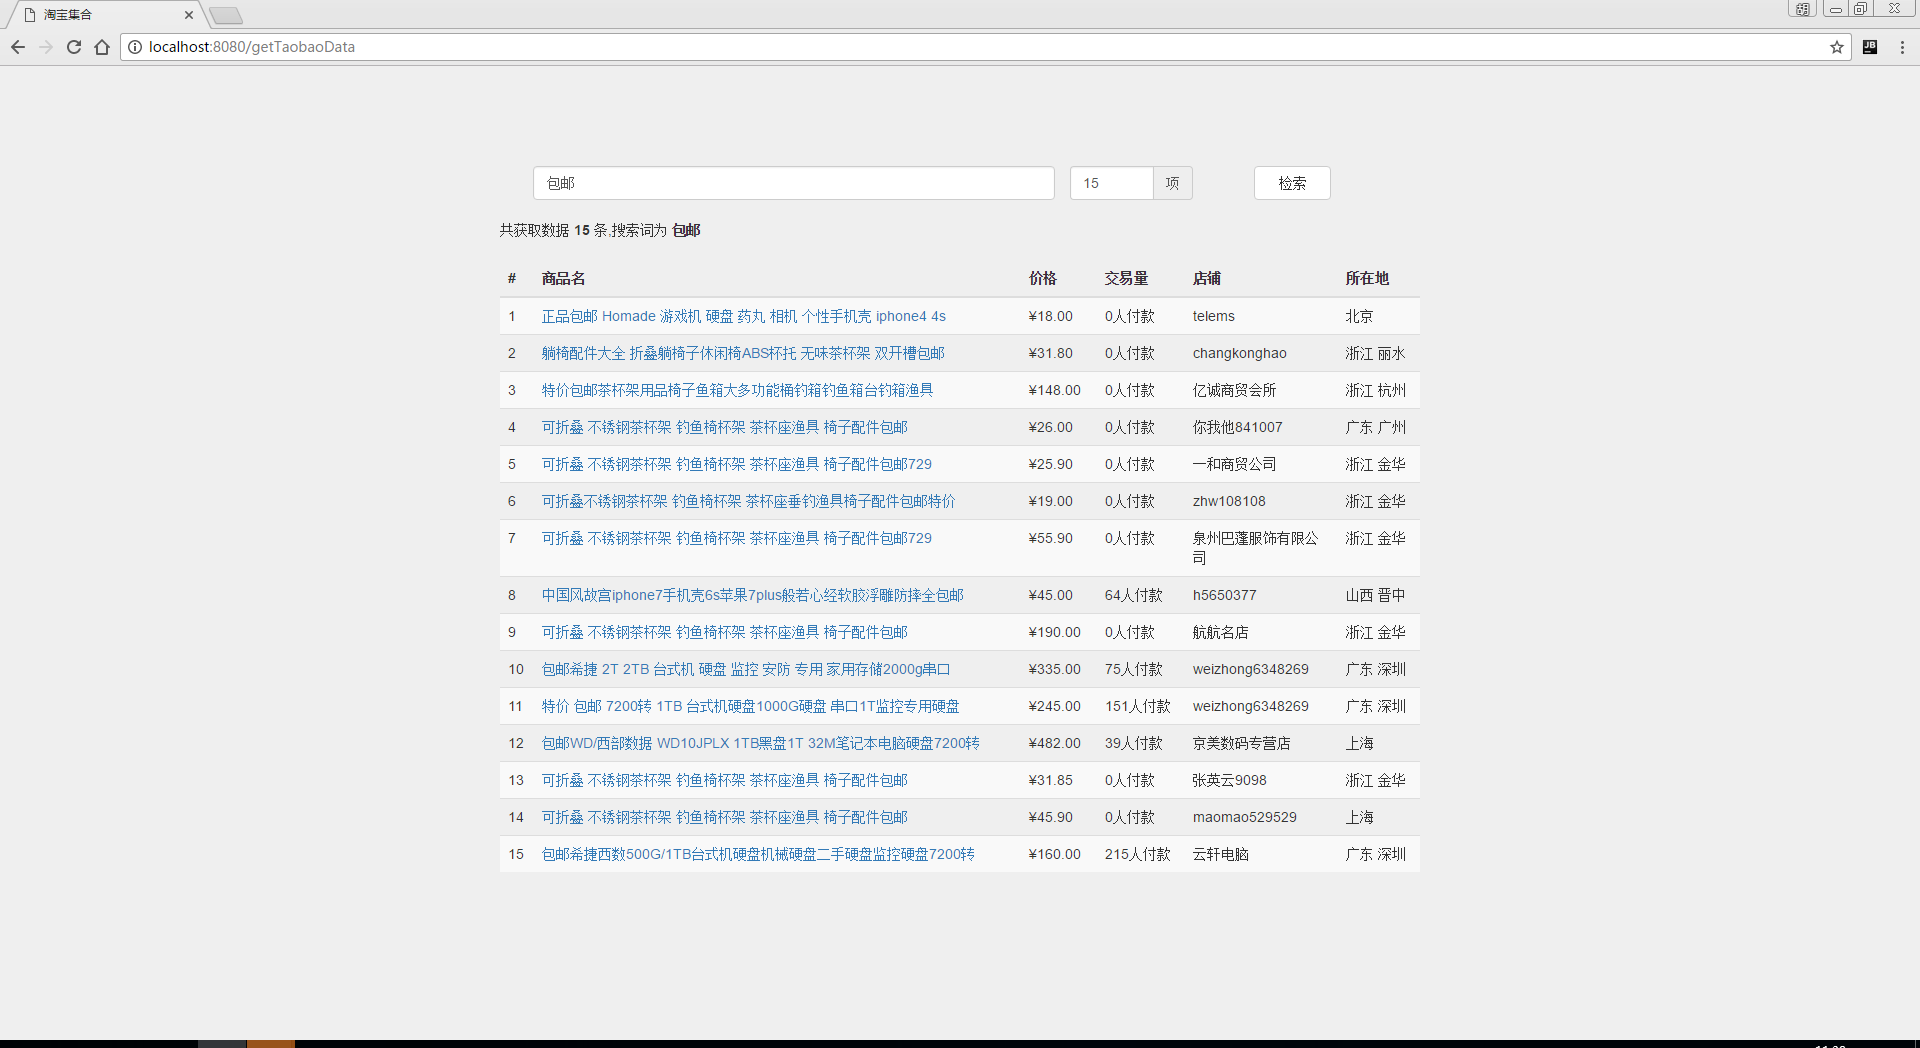 淘宝集合
胡
localhost:8080/getTaobaoData
JB
包邮 15 项 检索
共获取数据 15 条,搜索词为 包邮
# 商品名 价格 交易量 店铺 所在地
1 正品包邮 Homade 游戏机 硬盘 药丸 相机 个性手机壳 iphone4 4s ¥18.00 0人付款 telems 北京
2 躺椅配件大全 折叠躺椅子休闲椅ABS杯托 无味茶杯架 双开槽包邮 ¥31.80 0人付款 changkonghao 浙江 丽水
3 特价包邮茶杯架用品椅子鱼箱大多功能桶钓箱钓鱼箱台钓箱渔具 ¥148.00 0人付款 亿诚商贸会所 浙江 杭州
4 可折叠 不锈钢茶杯架 钓鱼椅杯架 茶杯座渔具 椅子配件包邮 ¥26.00 0人付款 你我他841007 广东 广州
5 可折叠 不锈钢茶杯架 钓鱼椅杯架 茶杯座渔具 椅子配件包邮729 ¥25.90 0人付款 一和商贸公司 浙江 金华
6 可折叠不锈钢茶杯架 钓鱼椅杯架 茶杯座垂钓渔具椅子配件包邮特价 ¥19.00 0人付款 zhw108108 浙江 金华
7 可折叠 不锈钢茶杯架 钓鱼椅杯架 茶杯座渔具 椅子配件包邮729 ¥55.90 0人付款 泉州巴蓬服饰有限公 浙江 金华
司
8 中国风故宫iphone7手机壳6s苹果7plus般若心经软胶浮雕防摔全包邮 ¥45.00 64人付款 h5650377 山西 晋中
9 可折叠 不锈钢茶杯架 钓鱼椅杯架 茶杯座渔具 椅子配件包邮 ¥190.00 0人付款 航航名店 浙江 金华
10 包邮希捷 2T 2TB 台式机 硬盘 监控 安防 专用 家用存储2000g串口 ¥335.00 75人付款 weizhong6348269 广东 深圳
11 特价 包邮 7200转 1TB 台式机硬盘1000G硬盘 串口1T监控专用硬盘 ¥245.00 151人付款 weizhong6348269 广东 深圳
12 包邮WD/西部数据 WD10JPLX 1TB黑盘1T 32M笔记本电脑硬盘7200转 ¥482.00 39人付款 京美数码专营店 上海
13 可折叠 不锈钢茶杯架 钓鱼椅杯架 茶杯座渔具 椅子配件包邮 ¥31.85 0人付款 张英云9098 浙江 金华
14 可折叠 不锈钢茶杯架 钓鱼椅杯架 茶杯座渔具 椅子配件包邮 ¥45.90 0人付款 maomao529529 上海
15 包邮希捷西数500G/1TB台式机硬盘机械硬盘二手硬盘监控硬盘7200转 ¥160.00 215人付款 云轩电脑 广东 深圳